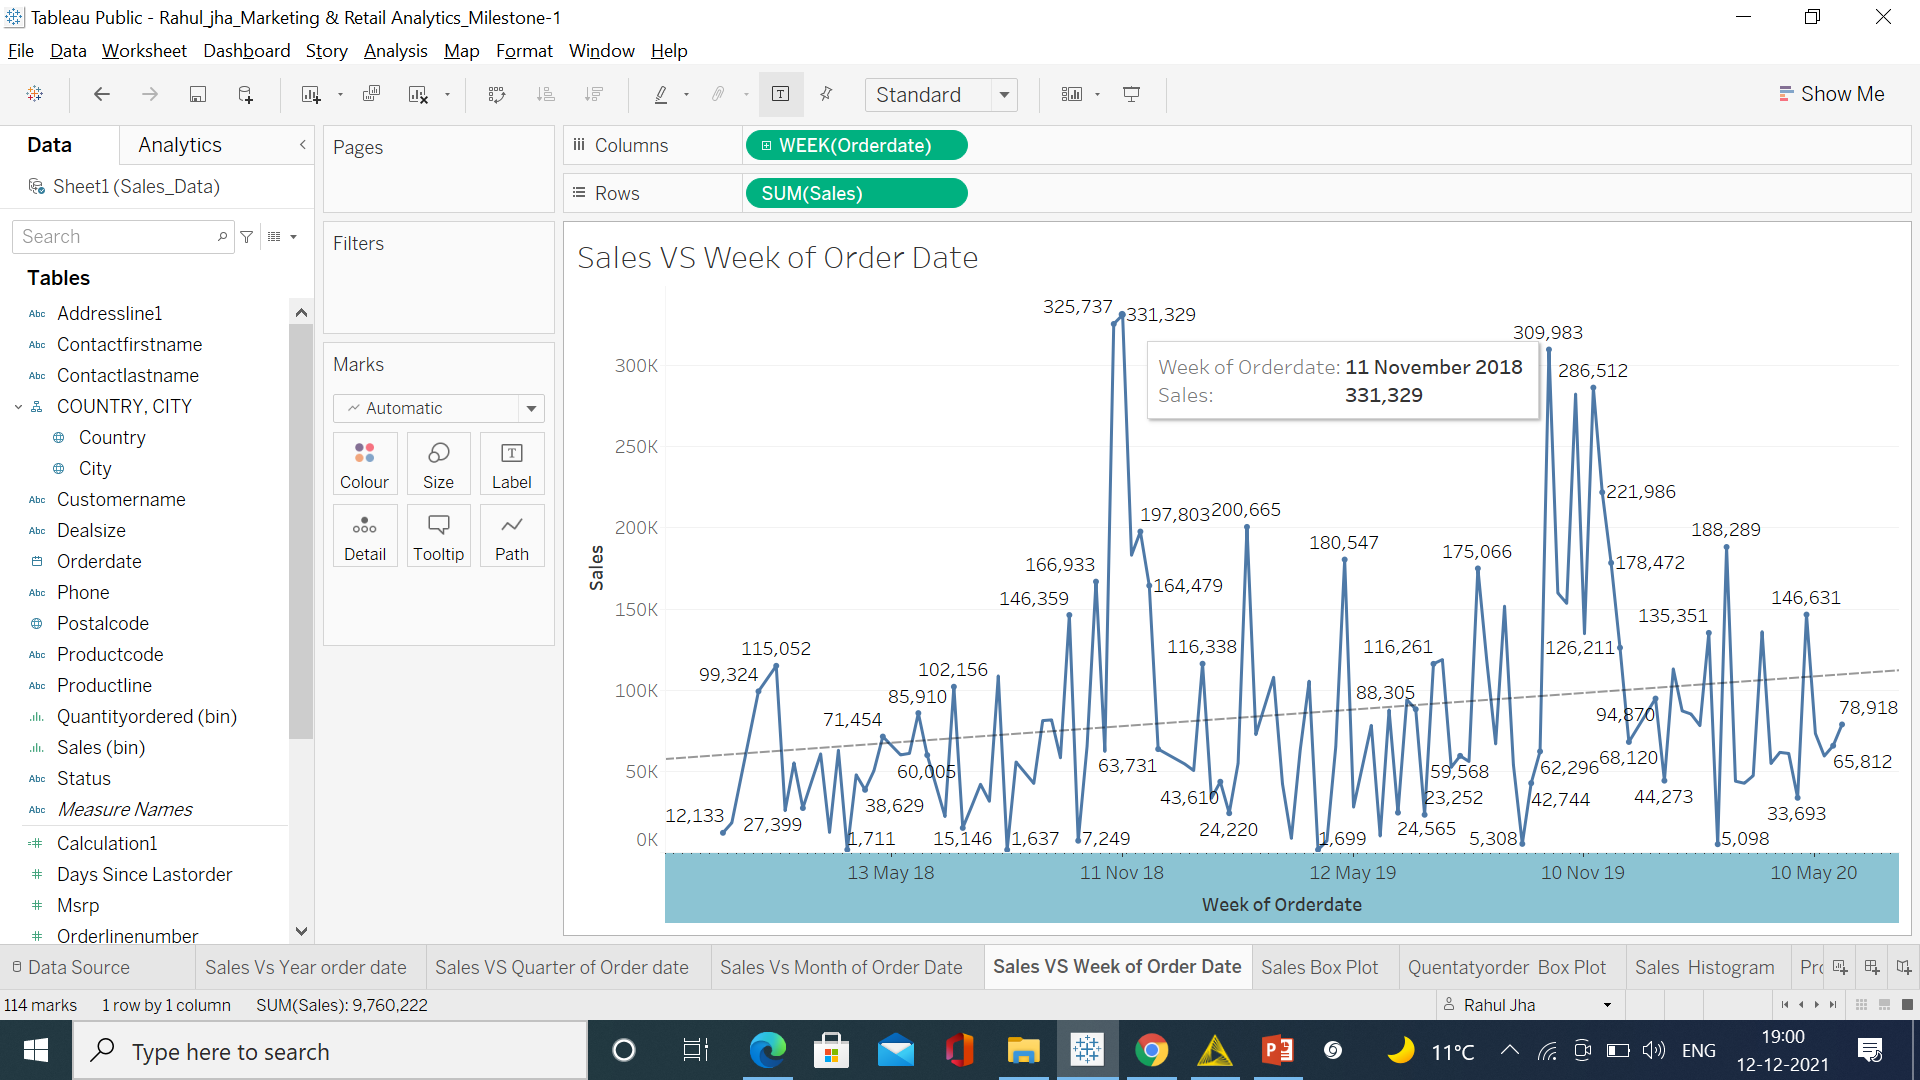 Tableau Public - Rahul_jha_Marketing & Retail Analytics_Milestone-1
File Data Worksheet Dashboard Story Analysis Map Format Window Help
Standard
Show Me
Data Analytics
Sheet1 (Sales_Data)
Search
Tables
Abc Addressline1
Abc Contactfirstname
Abc Contactlastname
COUNTRY, CITY
Country
City
Abc Customername
Abc Dealsize
Orderdate
Abc Phone
Postalcode
Abc Productcode
Abc Productline
Quantityordered (bin)
Sales (bin)
Abc Status
Abc Measure Names
Calculation1
Days Since Lastorder
Msrp
Orderlinenumber
Pages
Filters
Marks
Automatic
Colour Size Label
Detail Tooltip Path
Columns WEEK(Orderdate)
Rows SUM(Sales)
Sales VS Week of Order Date
325,737 331,329
309,983
Week of Orderdate: 11 November 2018
Sales: 331,329
300K
286,512
250K
221,986
197,803 200,665
200K
188,289
180,547
175,066
178,472
166,933
164,479
146,359
150K
146,631
135,351
126,211
115,052
116,338
116,261
102,156
99,324
100K
85,910
88,305
94,870
71,454
78,918
68,120
63,731
62,296
65,812
60,005
59,568
50K
43,610
42,744
44,273
38,629
33,693
27,399
24,220
24,565
23,252
12,133
15,146
0K
1,711
1,637
7,249
1,699
5,308
5,098
Sales
13 May 18 11 Nov 18 12 May 19 10 Nov 19 10 May 20
Week of Orderdate
Data Source Sales Vs Year order date Sales VS Quarter of Order date Sales Vs Month of Order Date Sales VS Week of Order Date Sales Box Plot Quentatyorder Box Plot Sales Histogram
114 marks 1 row by 1 column SUM(Sales): 9,760,222
Rahul Jha
Type here to search
11°C
ENG
19:00
12-12-2021